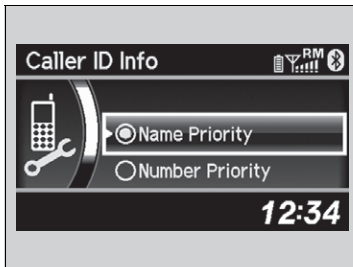 Caller ID Info
RM
Name Priority
Number Priority
12:34